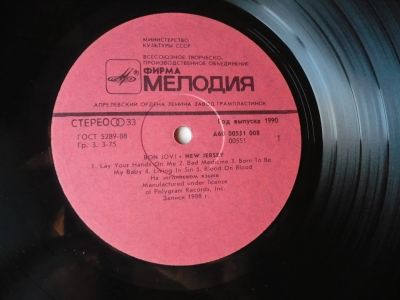 МИНИСТЕРСТВО
КУЛЬТУРЫ СССР
ВСЕСОЮЗНОЕ ТВОРЧЕСКО-
ПРОИЗВОДСТВЕННОЕ ОБЪЕДИНЕНИЕ
ФИРМА
МЕЛОДИЯ
АПРЕЛЕВСКИЙ ОРДЕНА ЛЕНИНА ЗАВОД ГРАМПЛАСТИНОК
СТЕРЕО 33
Год выпуска 1990
ГОСТ 5289-88
А60 00551 008
Гр. 3. 3-75
00551
1
BON JOVI • NEW JERSEY
1. Lay Your Hands On Me 2. Bad Medicine 3. Born To Be
My Baby 4. Living In Sin 5. Blood On Blood
На английском языке
Manufactured under licence
of Polygram Records, Inc.
Записи 1988 г.